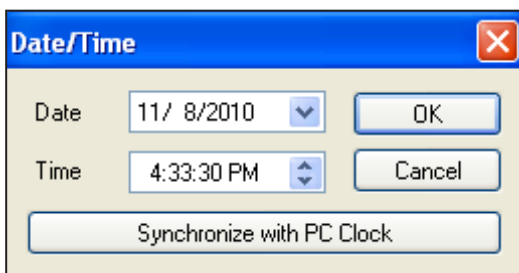 Date/Time
Date 11/ 8/2010 OK
Time 4:33:30 PM Cancel
Synchronize with PC Clock